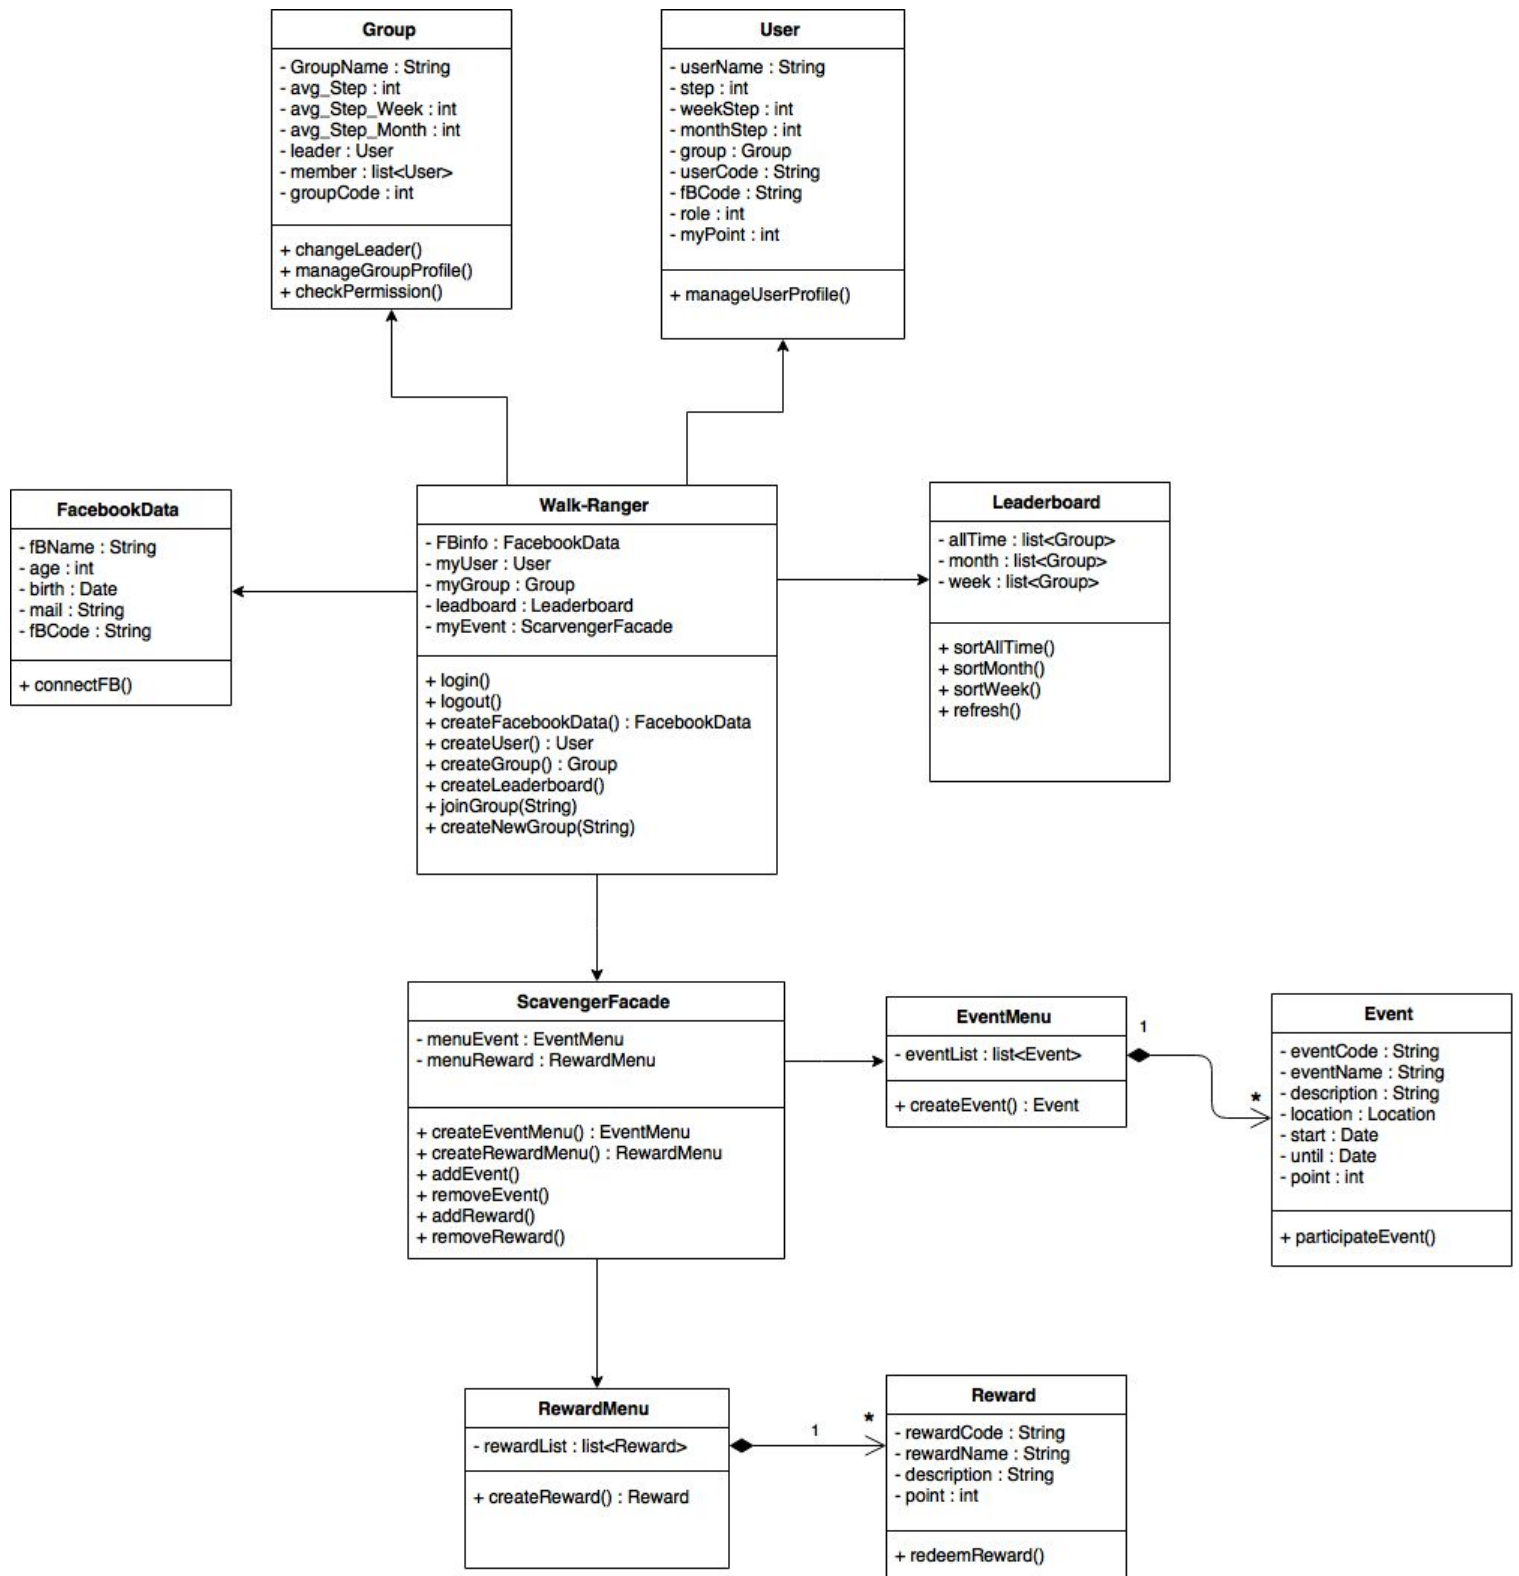 Group
- GroupName : String
- avg_Step : int
- avg_Step_Week : int
- avg_Step_Month : int
- leader : User
- member : list<User>
- groupCode : int
+ changeLeader()
+ manageGroupProfile()
+ checkPermission()
User
- userName : String
- step : int
- weekStep : int
- monthStep : int
- group : Group
- userCode : String
- fBCode : String
- role : int
- myPoint : int
+ manageUserProfile()
FacebookData
- fBName : String
- age : int
- birth : Date
- mail : String
- fBCode : String
+ connectFB()
Walk-Ranger
- FBinfo : FacebookData
- myUser : User
- myGroup : Group
- leadboard : Leaderboard
- myEvent : ScarvengerFacade
+ login()
+ logout()
+ createFacebookData() : FacebookData
+ createUser() : User
+ createGroup() : Group
+ createLeaderboard()
+ joinGroup(String)
+ createNewGroup(String)
Leaderboard
- allTime : list<Group>
- month : list<Group>
- week : list<Group>
+ sortAllTime()
+ sortMonth()
+ sortWeek()
+ refresh()
ScavengerFacade
- menuEvent : EventMenu
- menuReward : RewardMenu
+ createEventMenu() : EventMenu
+ createRewardMenu() : RewardMenu
+ addEvent()
+ removeEvent()
+ addReward()
+ removeReward()
EventMenu
- eventList : list<Event>
+ createEvent() : Event
1
*
Event
- eventCode : String
- eventName : String
- description : String
- location : Location
- start : Date
- until : Date
- point : int
+ participateEvent()
RewardMenu
- rewardList : list<Reward>
+ createReward() : Reward
1
*
Reward
- rewardCode : String
- rewardName : String
- description : String
- point : int
+ redeemReward()